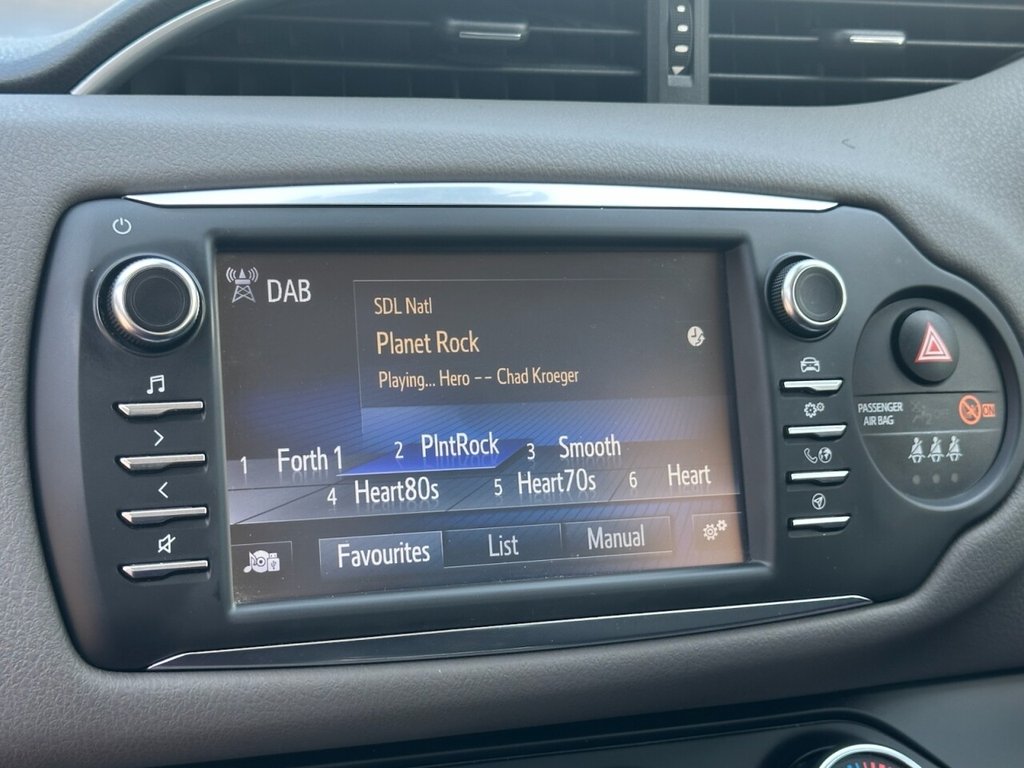 DAB
SDL Natl
Planet Rock
Playing... Hero -- Chad Kroeger
1 Forth 1 2 PlntRock 3 Smooth
4 Heart80s 5 Heart70s 6 Heart
Favourites List Manual
PASSENGER
AIR BAG
ON